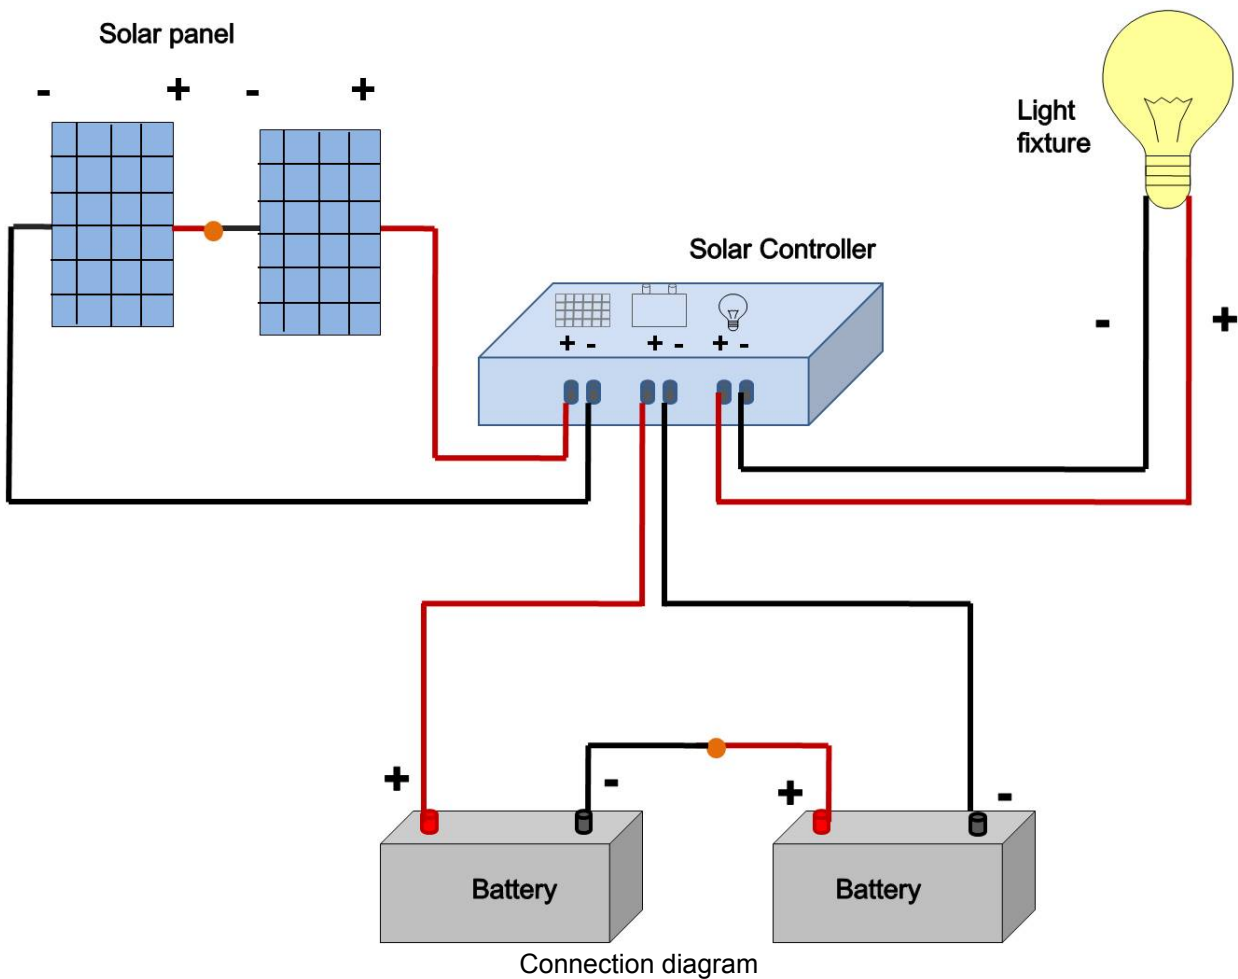 Solar panel
- + - +
Light
fixture
Solar Controller
+ - + - + -
- +
+ - + -
Battery Battery
Connection diagram